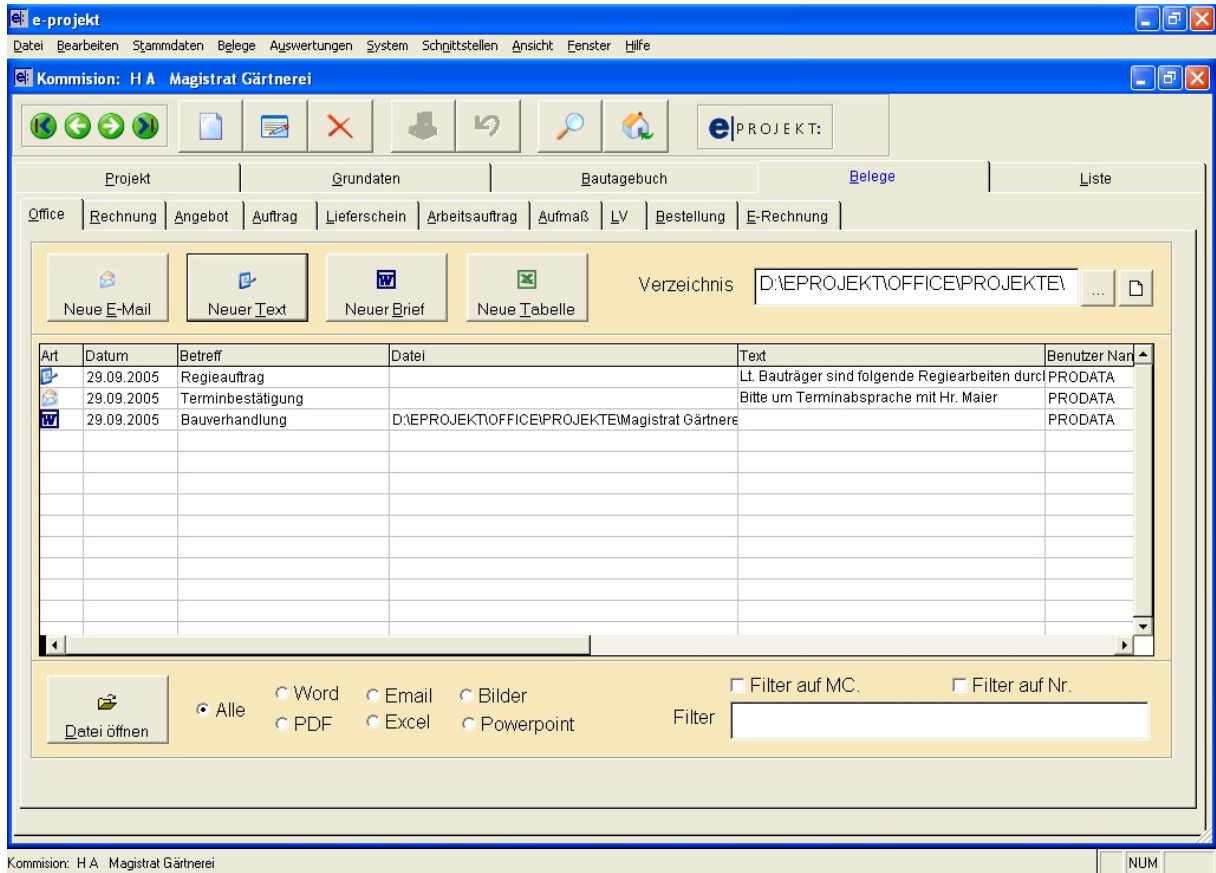 e-projekt
Datei Bearbeiten Stammdaten Belege Auswertungen System Schnittstellen Ansicht Fenster Hilfe
Kommision: H A Magistrat Gärtnerei
e PROJEKT:
Projekt Grundaten Bautagebuch Belege Liste
Office Rechnung Angebot Auftrag Lieferschein Arbeitsauftrag Aufmaß LV Bestellung E-Rechnung
Neue E-Mail Neuer Text Neuer Brief Neue Tabelle Verzeichnis D:\EPROJEKT\OFFICE\PROJEKTE\ ...
Art Datum Betreff Datei Text Benutzer Nan
29.09.2005 Regieauftrag Lt. Bauträger sind folgende Regiearbeiten durcl PRODATA
29.09.2005 Terminbestätigung Bitte um Terminabsprache mit Hr. Maier PRODATA
29.09.2005 Bauverhandlung D:\EPROJEKT\OFFICE\PROJEKTE\Magistrat Gärtnere PRODATA
Word Email Bilder Filter auf MC. Filter auf Nr.
Alle
PDF Excel Powerpoint Filter
Datei öffnen
Kommision: H A Magistrat Gärtnerei NUM